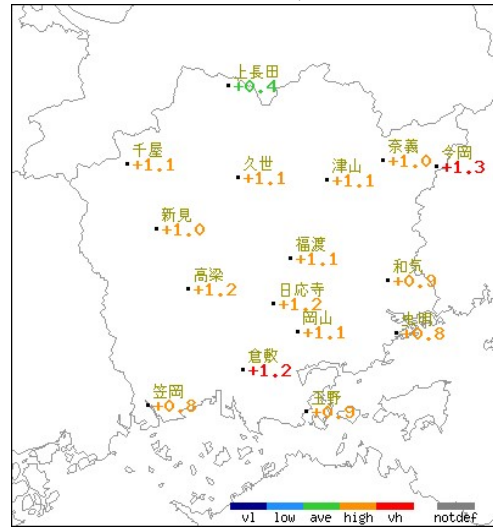 上長田
+0.4
千屋
+1.1
久世
+1.1
津山
+1.1
奈義
+1.0
今岡
+1.3
新見
+1.0
福渡
+1.1
高梁
+1.2
日応寺
+1.2
和気
+0.9
岡山
+1.1
虫明
+0.8
倉敷
+1.2
笠岡
+0.8
玉野
+0.9
vl low ave high vh notdef